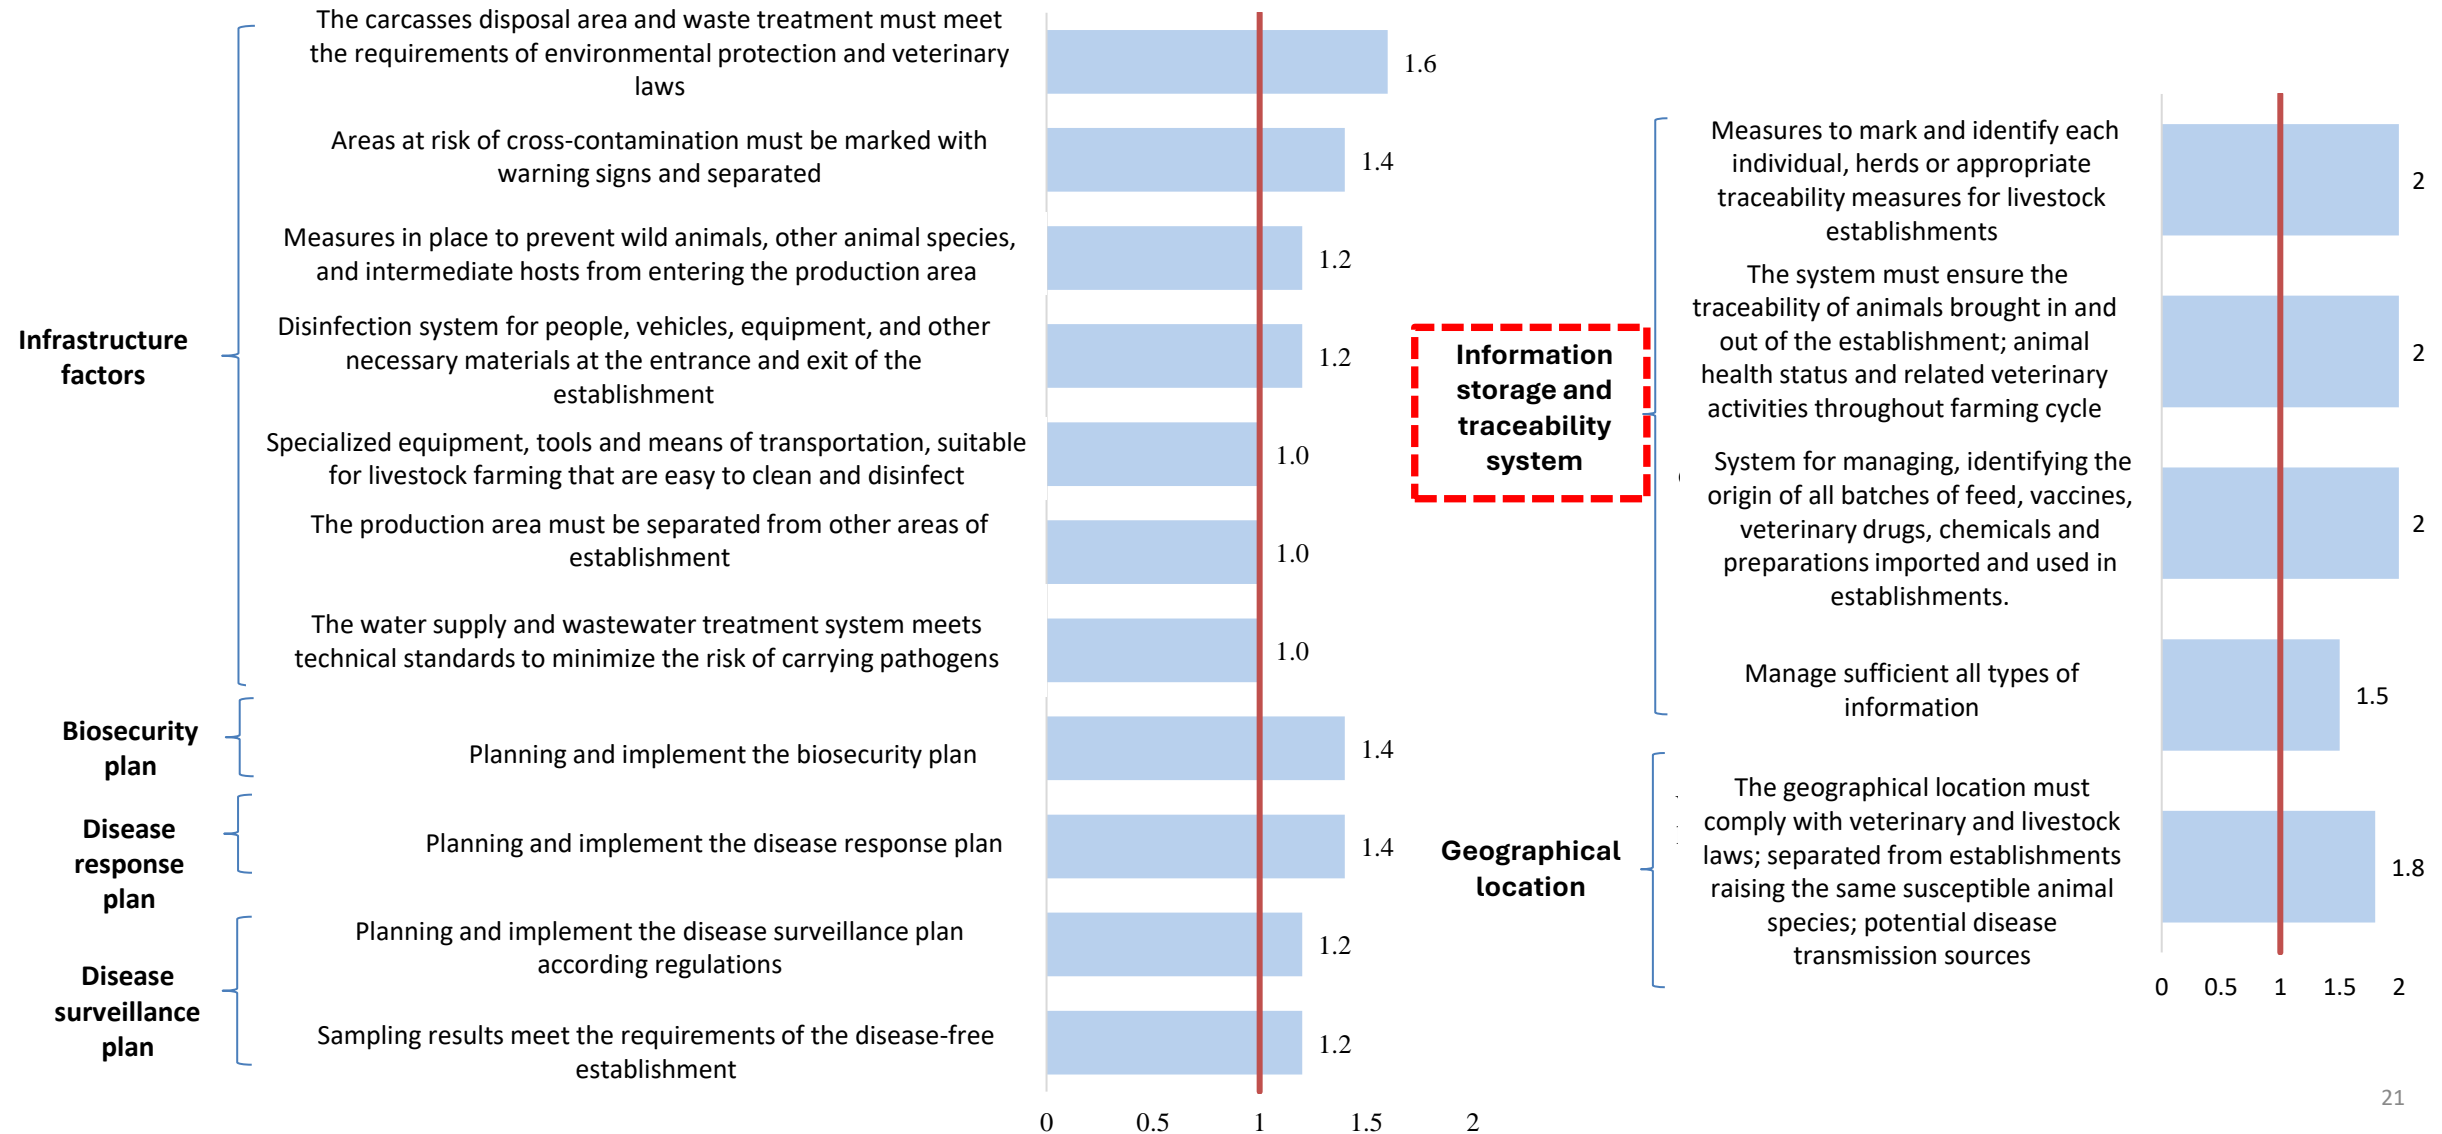 Infrastructure
factors
The carcasses disposal area and waste treatment must meet
the requirements of environmental protection and veterinary
laws
1.6
Areas at risk of cross-contamination must be marked with
warning signs and separated
1.4
Measures in place to prevent wild animals, other animal species,
and intermediate hosts from entering the production area
1.2
Disinfection system for people, vehicles, equipment, and other
necessary materials at the entrance and exit of the
establishment
1.2
Specialized equipment, tools and means of transportation, suitable
for livestock farming that are easy to clean and disinfect
1.0
The production area must be separated from other areas of
establishment
1.0
The water supply and wastewater treatment system meets
technical standards to minimize the risk of carrying pathogens
1.0
Biosecurity
plan
Planning and implement the biosecurity plan
1.4
Disease
response
plan
Planning and implement the disease response plan
1.4
Disease
surveillance
plan
Planning and implement the disease surveillance plan
according regulations
1.2
Sampling results meet the requirements of the disease-free
establishment
1.2
0 0.5 1 1.5 2
Information
storage and
traceability
system
Measures to mark and identify each
individual, herds or appropriate
traceability measures for livestock
establishments
2
The system must ensure the
traceability of animals brought in and
out of the establishment; animal
health status and related veterinary
activities throughout farming cycle
2
System for managing, identifying the
origin of all batches of feed, vaccines,
veterinary drugs, chemicals and
preparations imported and used in
establishments.
2
Manage sufficient all types of
information
1.5
Geographical
location
The geographical location must
comply with veterinary and livestock
laws; separated from establishments
raising the same susceptible animal
species; potential disease
transmission sources
1.8
0 0.5 1 1.5 2
21